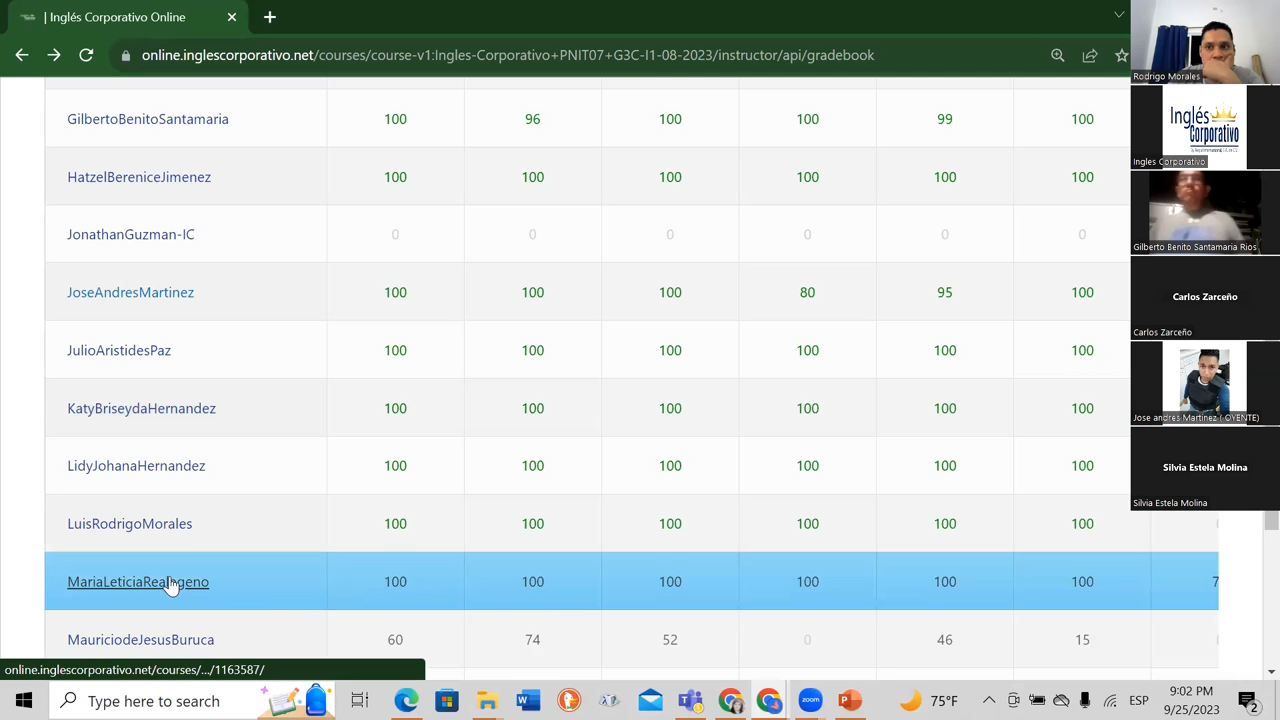 | Inglés Corporativo Online
online.inglescorporativo.net/courses/course-v1:Ingles-Corporativo+PNIT07+G3C-I1-08-2023/instructor/api/gradebook
GilbertoBenitoSantamaria 100 96 100 100 99 100
HatzelBereniceJimenez 100 100 100 100 100 100
JonathanGuzman-IC 0 0 0 0 0 0
JoseAndresMartinez 100 100 100 80 95 100
JulioAristidesPaz 100 100 100 100 100 100
KatyBriseydaHernandez 100 100 100 100 100 100
LidyJohanaHernandez 100 100 100 100 100 100
LuisRodrigoMorales 100 100 100 100 100 100
100 100 100 100 100 100 7
MauriciodeJesusBuruca 60 74 52 0 46 15
online.inglescorporativo.net/courses/.../1163587/
Rodrigo Morales
Inglés
Corporativo
Ingles Corporativo
Gilberto Benito Santamaria Rios
Carlos Zarceño
Carlos Zarceño
Jose andres Martinez ( OYENTE)
Silvia Estela Molina
Silvia Estela Molina
Type here to search
zoom
75°F
ESP
9:02 PM
9/25/2023
2